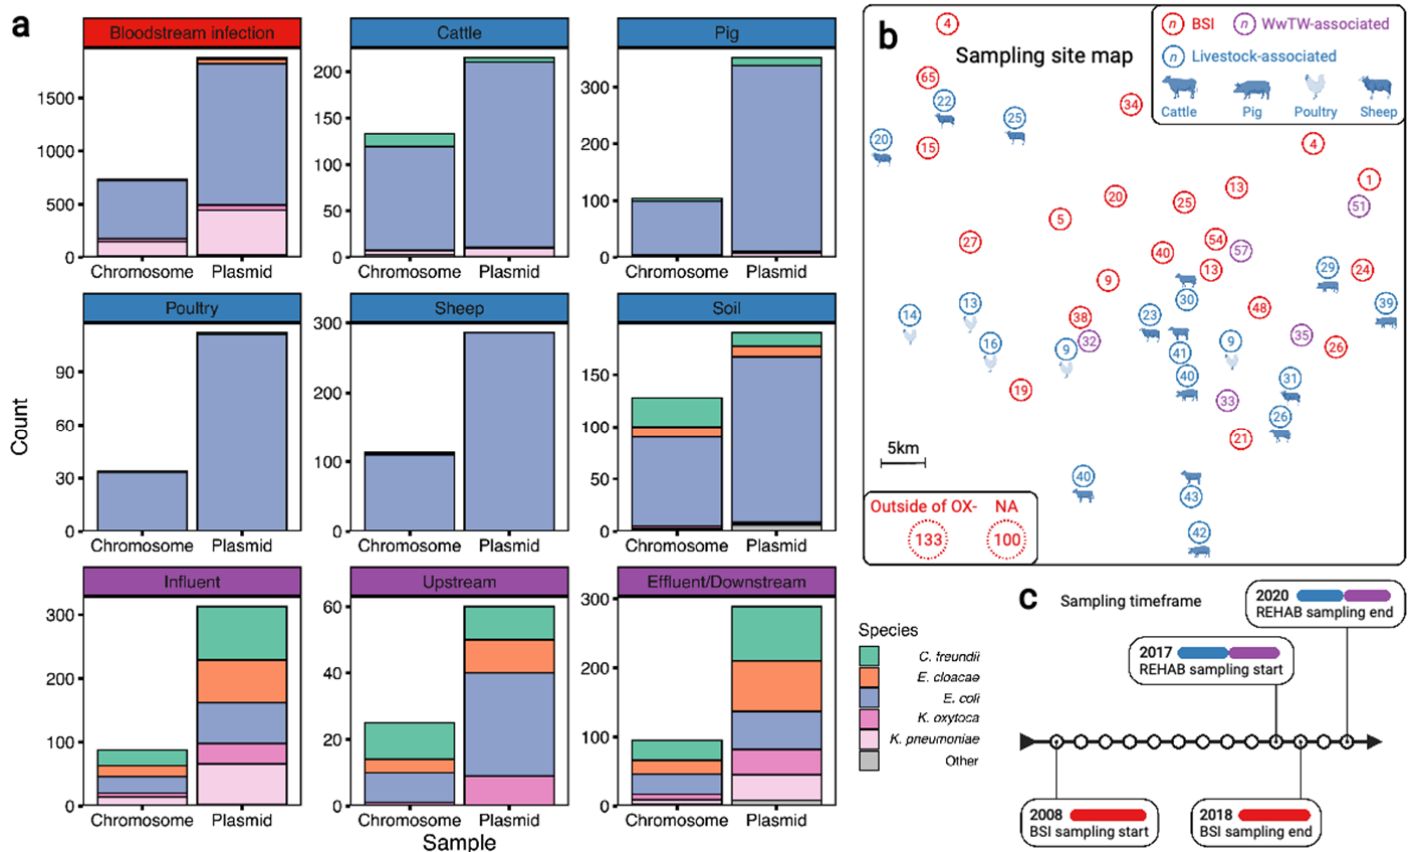 a
Bloodstream infection
Cattle
Pig
1500
1000
500
0
200
150
100
50
0
300
200
100
0
Chromosome Plasmid
Chromosome Plasmid
Chromosome Plasmid
Poultry
Sheep
Soil
90
60
30
0
300
200
100
0
150
100
50
0
Chromosome Plasmid
Chromosome Plasmid
Chromosome Plasmid
Influent
Upstream
Effluent/Downstream
300
200
100
0
60
40
20
0
300
200
100
0
Chromosome Plasmid
Chromosome Plasmid
Chromosome Plasmid
Count
Sample
Species
C. freundii
E. cloacae
E. coli
K. oxytoca
K. pneumoniae
Other
b
Sampling site map
n BSI n WwTW-associated
n Livestock-associated
Cattle Pig Poultry Sheep
4
65
22
34
25
20
15
4
1
13
20
25
51
5
27
54
57
40
13
29
24
9
30
13
39
48
14
38
23
35
32
16
9
9
26
41
40
31
19
33
26
21
5km
40
43
42
Outside of OX- NA
133 100
c
Sampling timeframe
2020
REHAB sampling end
2017
REHAB sampling start
2008
BSI sampling start
2018
BSI sampling end